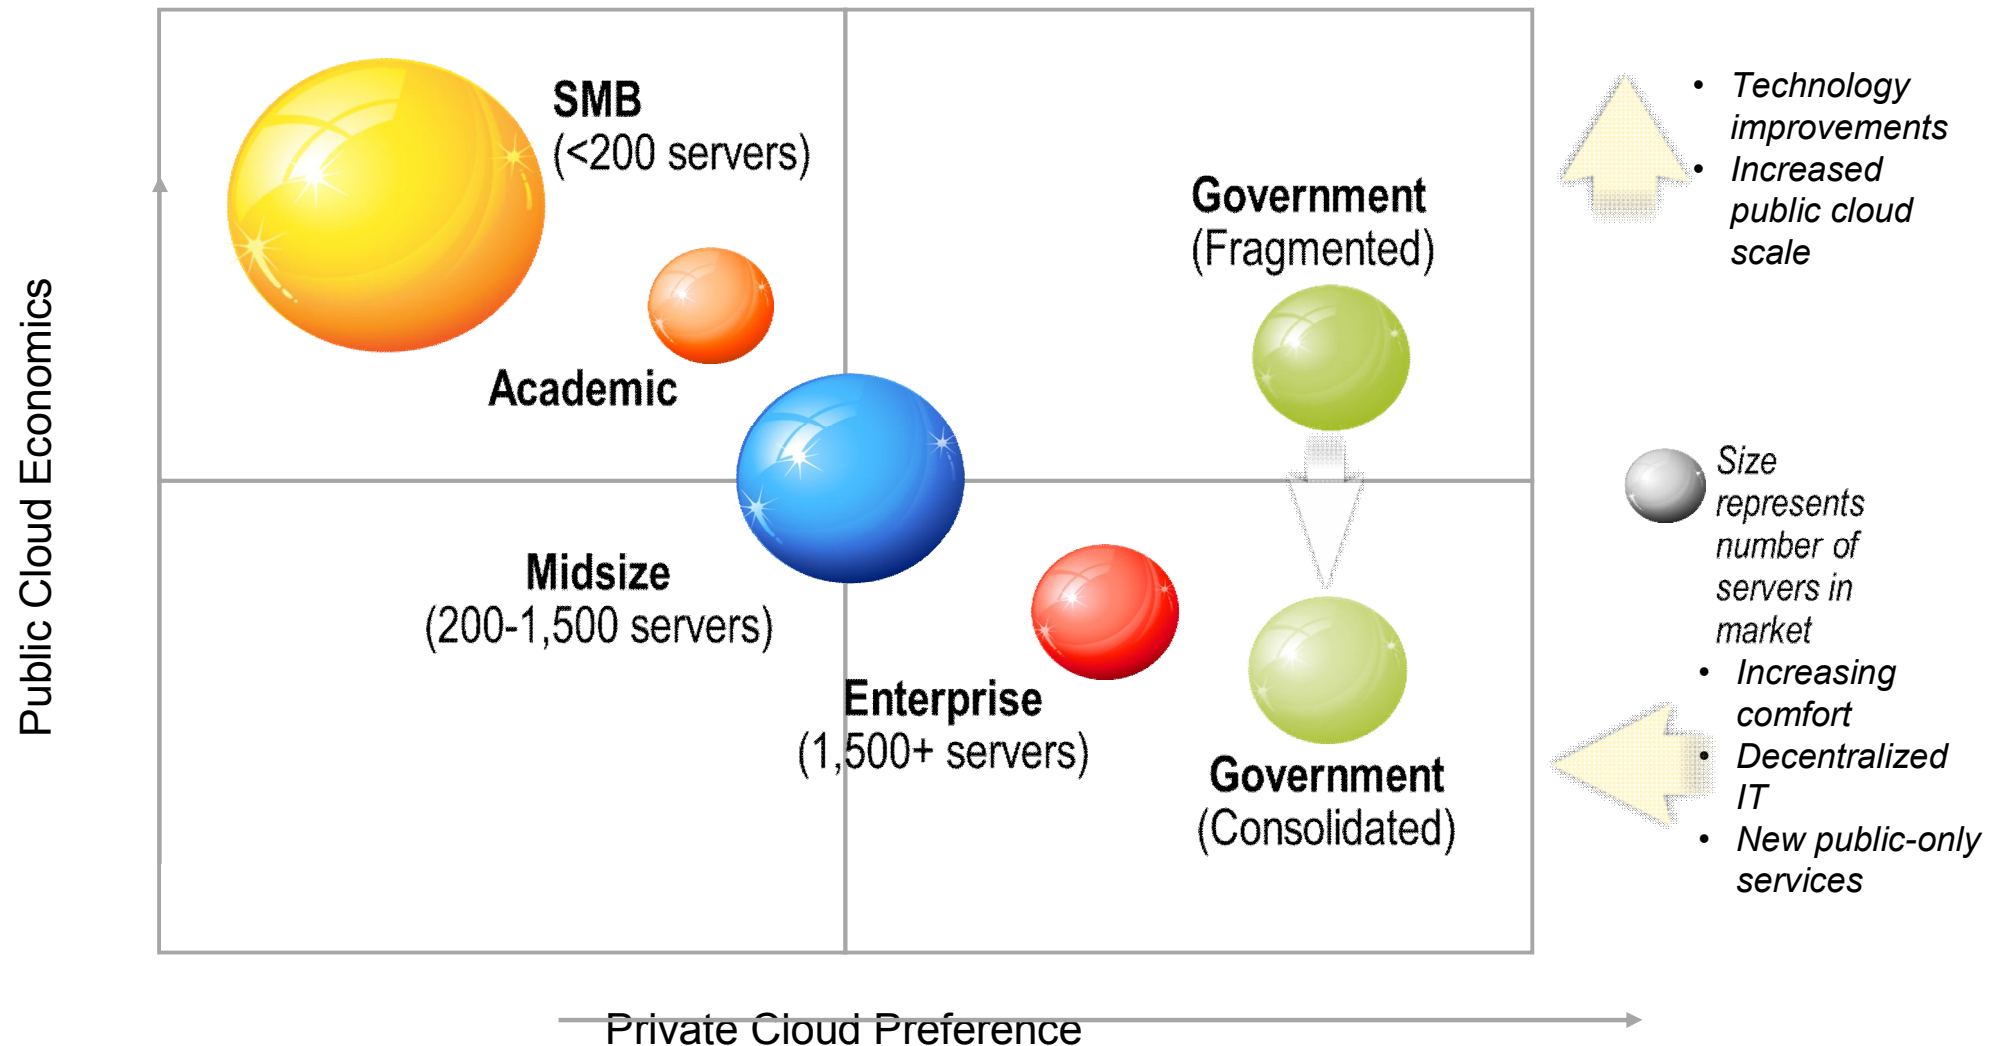 SMB
(<200 servers)
Academic
Government
(Fragmented)
Midsize
(200-1,500 servers)
Enterprise
(1,500+ servers)
Government
(Consolidated)
Public Cloud Economics
Private Cloud Preference
• Technology
improvements
• Increased
public cloud
scale
Size
represents
number of
servers in
market
• Increasing
comfort
• Decentralized
IT
• New public-only
services